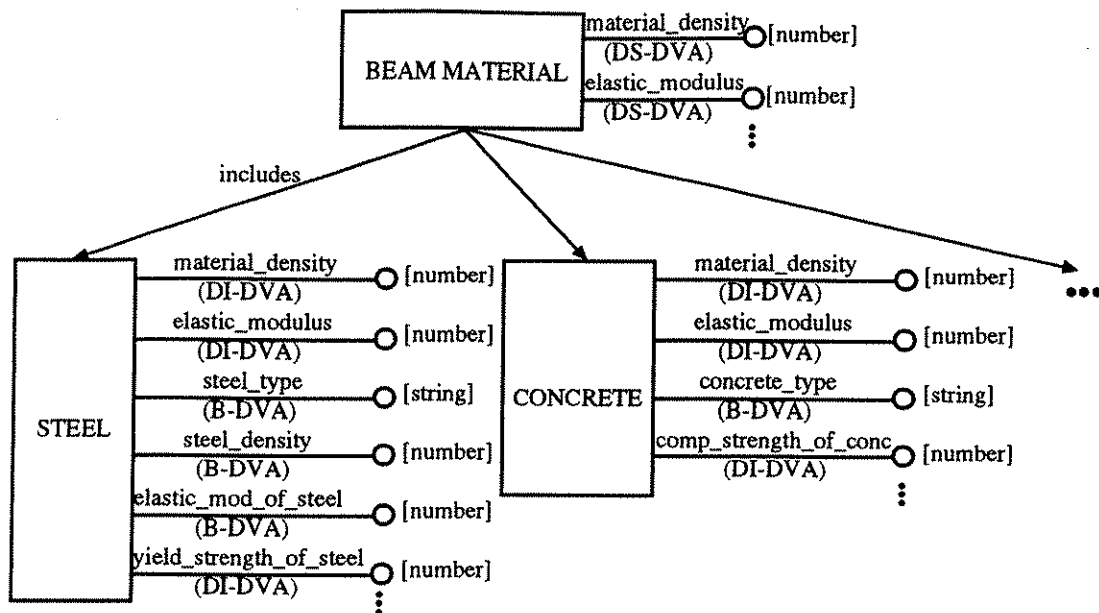 material_density
[number]
(DS-DVA)
BEAM MATERIAL
elastic_modulus
[number]
(DS-DVA)
includes
material_density
[number]
(DI-DVA)
elastic_modulus
[number]
(DI-DVA)
steel_type
[string]
(B-DVA)
STEEL
steel_density
[number]
(B-DVA)
elastic_mod_of_steel
[number]
(B-DVA)
yield_strength_of_steel
[number]
(DI-DVA)
material_density
[number]
(DI-DVA)
elastic_modulus
[number]
(DI-DVA)
CONCRETE
concrete_type
[string]
(B-DVA)
comp_strength_of_conc
[number]
(DI-DVA)